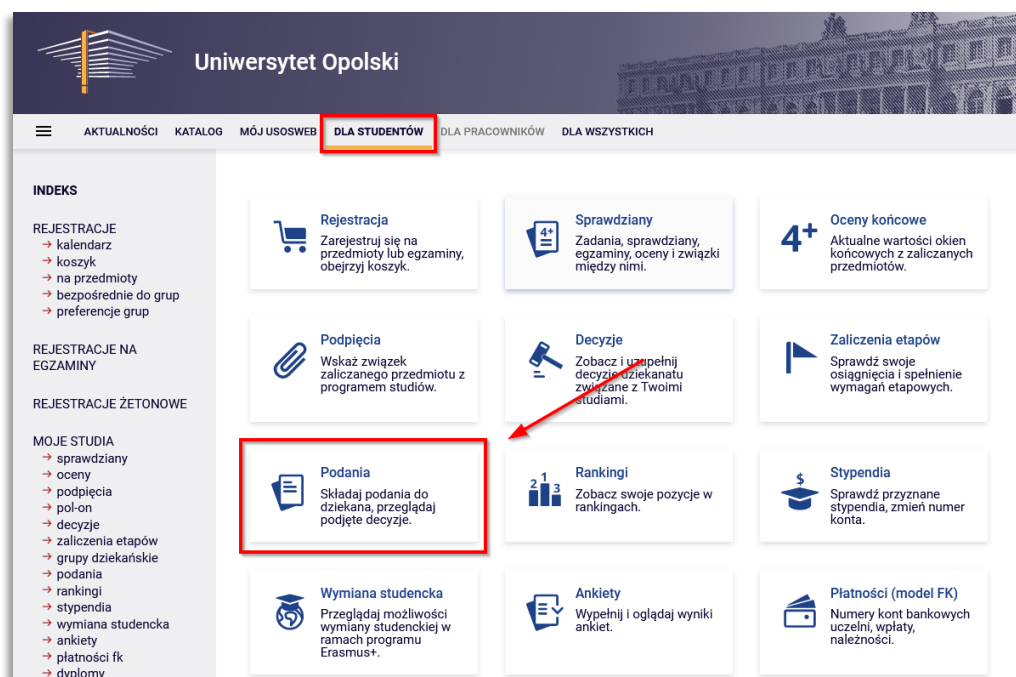 Uniwersytet Opolski
AKTUALNOŚCI KATALOG MÓJ USOSWEB DLA STUDENTÓW DLA PRACOWNIKÓW DLA WSZYSTKICH
INDEKS
REJESTRACJE
→ kalendarz
→ koszyk
→ na przedmioty
→ bezpośrednie do grup
→ preferencje grup
REJESTRACJE NA
EGZAMINY
REJESTRACJE ŻETONOWE
MOJE STUDIA
→ sprawdziany
→ oceny
→ podpięcia
→ pol-on
→ decyzje
→ zaliczenia etapów
→ grupy dziekańskie
→ podania
→ rankingi
→ stypendia
→ wymiana studencka
→ ankiety
→ płatności fk
→ dyplomy
Rejestracja
Zarejestruj się na
przedmioty lub egzaminy,
obejrzyj koszyk.
4+
Sprawdziany
Zadania, sprawdziany,
egzaminy, oceny i związki
między nimi.
4+
Oceny końcowe
Aktualne wartości okien
końcowych z zaliczanych
przedmiotów.
Podpięcia
Wskaż związek
zaliczanego przedmiotu z
programem studiów.
Decyzje
Zobacz i uzupełnij
decyzje dziekanatu
związane z Twoimi
studiami.
Zaliczenia etapów
Sprawdź swoje
osiągnięcia i spełnienie
wymagań etapowych.
Podania
Składaj podania do
dziekana, przeglądaj
podjęte decyzje.
2 1 3
Rankingi
Zobacz swoje pozycje w
rankingach.
$
Stypendia
Sprawdź przyznane
stypendia, zmień numer
konta.
Wymiana studencka
Przeglądaj możliwości
wymiany studenckiej w
ramach programu
Erasmus+.
Ankiety
Wypełnij i oglądaj wyniki
ankiet.
Płatności (model FK)
Numery kont bankowych
uczelni, wpłaty,
należności.